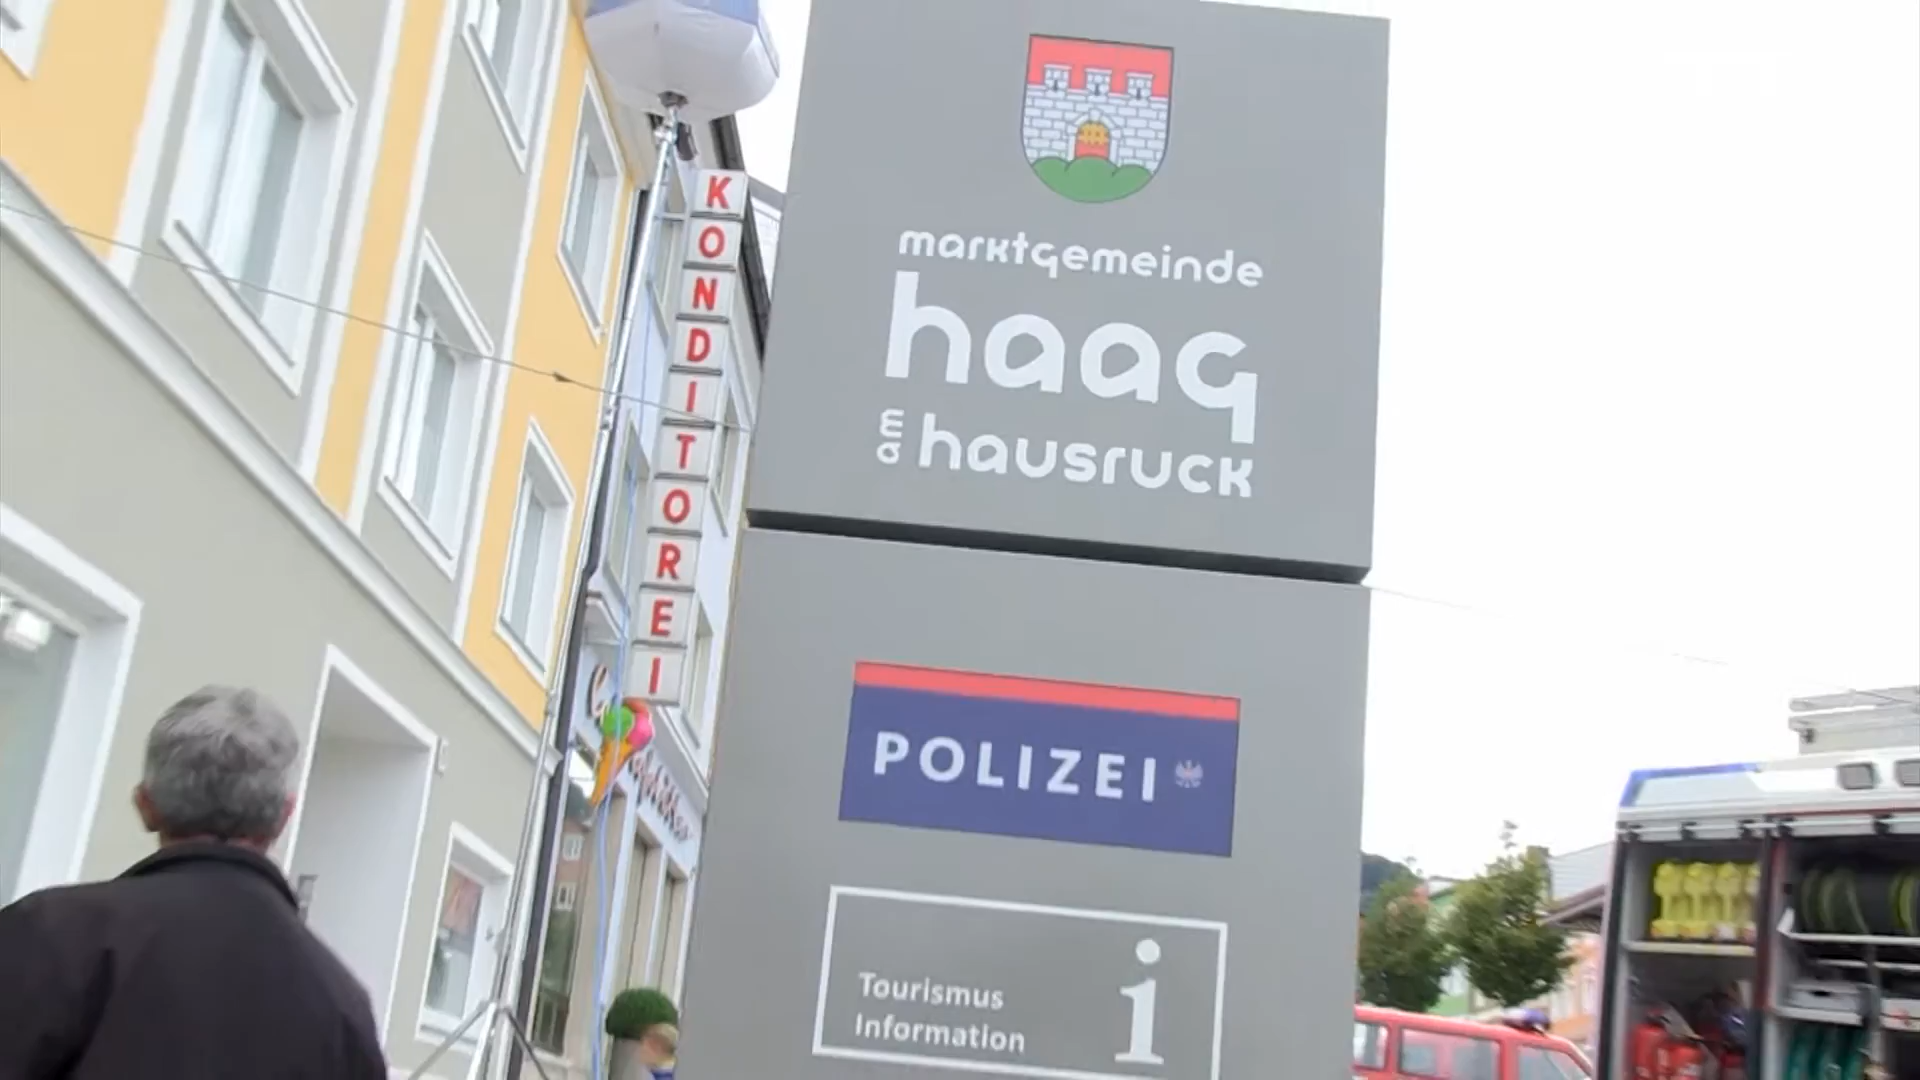 KONDITOREI
marktgemeinde
haag
am hausruck
POLIZEI
Tourismus
Information
i